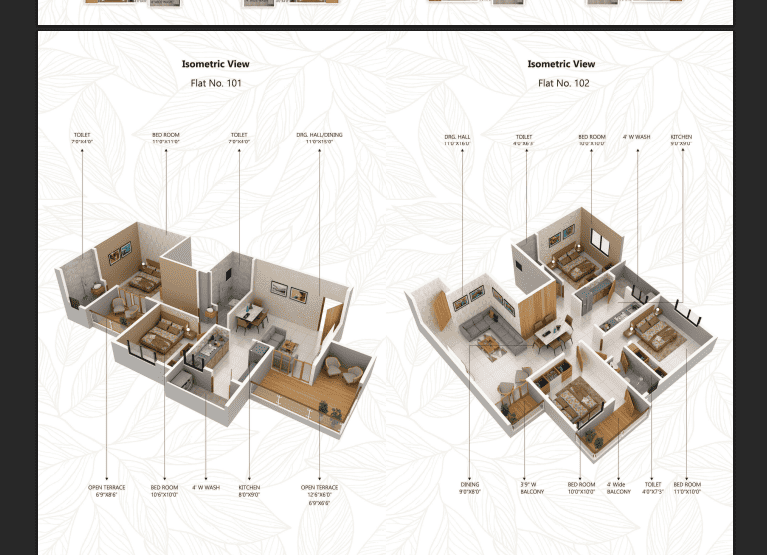 Isometric View
Flat No. 101
TOILET
7'0"X4'0"
BED ROOM
11'0"X11'0"
TOILET
7'0"X4'0"
DRG. HALL/DINING
11'0"X15'0"
OPEN TERRACE
6'9"X8'6"
BED ROOM
10'6"X10'0"
4' W WASH
KITCHEN
8'0"X9'0"
OPEN TERRACE
12'6"X6'0"
6'9"X6'6"
Isometric View
Flat No. 102
DRG. HALL
11'0"X16'0"
TOILET
BED ROOM
10'0"X10'0"
4' W WASH
KITCHEN
9'0"X9'0"
DINING
9'0"X8'0"
3'9" W
BALCONY
BED ROOM
10'0"X10'0"
4' Wide
BALCONY
TOILET
4'0"X7'3"
BED ROOM
11'0"X10'0"